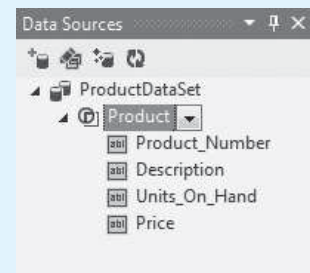 Data Sources
ProductDataSet
Product
Product_Number
Description
Units_On_Hand
Price